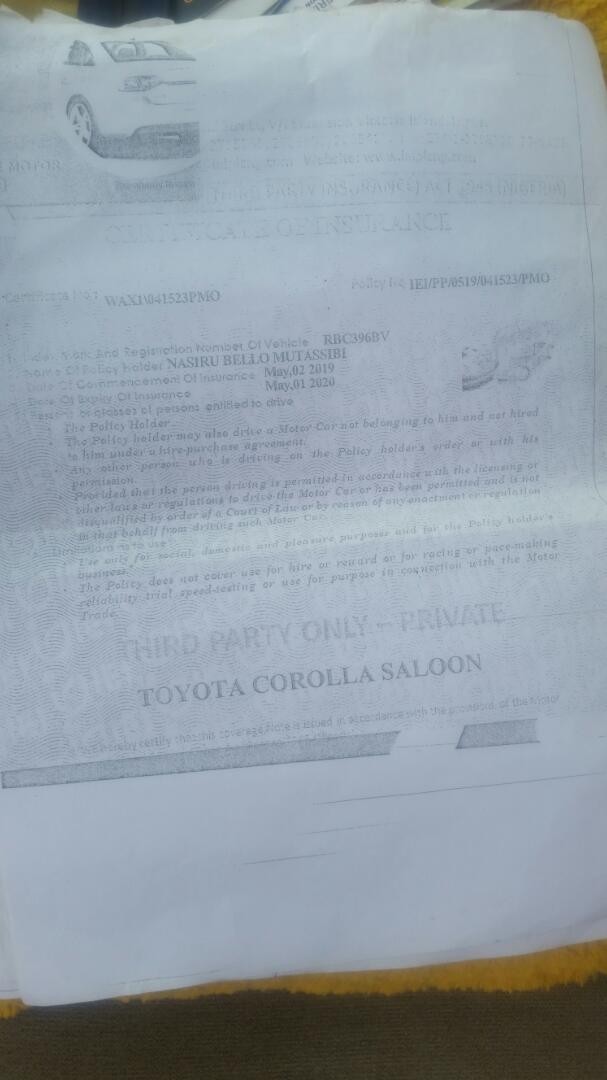 MOTOR
THIRD PARTY INSURANCE) ACT 1945 (NIGERIA)
CERTIFICATE OF INSURANCE
Certificate No: WAX1\041523PMO
Policy No IEI/PP/0519/041523/PMO
Index Mark And Registration Number Of Vehicle RBC396BV
Name Of Policy Holder NASIRU BELLO MUTASSIBI
Date Of Commencement Of Insurance May,02 2019
Date Of Expiry Of Insurance May,01 2020
Persons or classes of persons entitled to drive
• The Policy Holder
• The Policy holder may also drive a Motor Car not belonging to him and not hired
to him under a hire-purchase agreement.
• Any other person who is driving on the Policy holder's order or with his
permission.
• Provided that the person driving is permitted in accordance with the licensing or
other laws or regulations to drive the Motor Car or has been permitted and is not
disqualified by order of a Court of Law or by reason of any enactment or regulation
in that behalf from driving such Motor Car.
Limitations as to use
• Use only for social, domestic and pleasure purposes and for the Policy holder's
business.
• The Policy does not cover use for hire or reward or for racing or pace-making
reliability trial speed-testing or use for purpose in connection with the Motor
Trade.
THIRD PARTY ONLY – PRIVATE
TOYOTA COROLLA SALOON
hereby certify that this coverage Note is issued in accordance with the provisions of the Motor